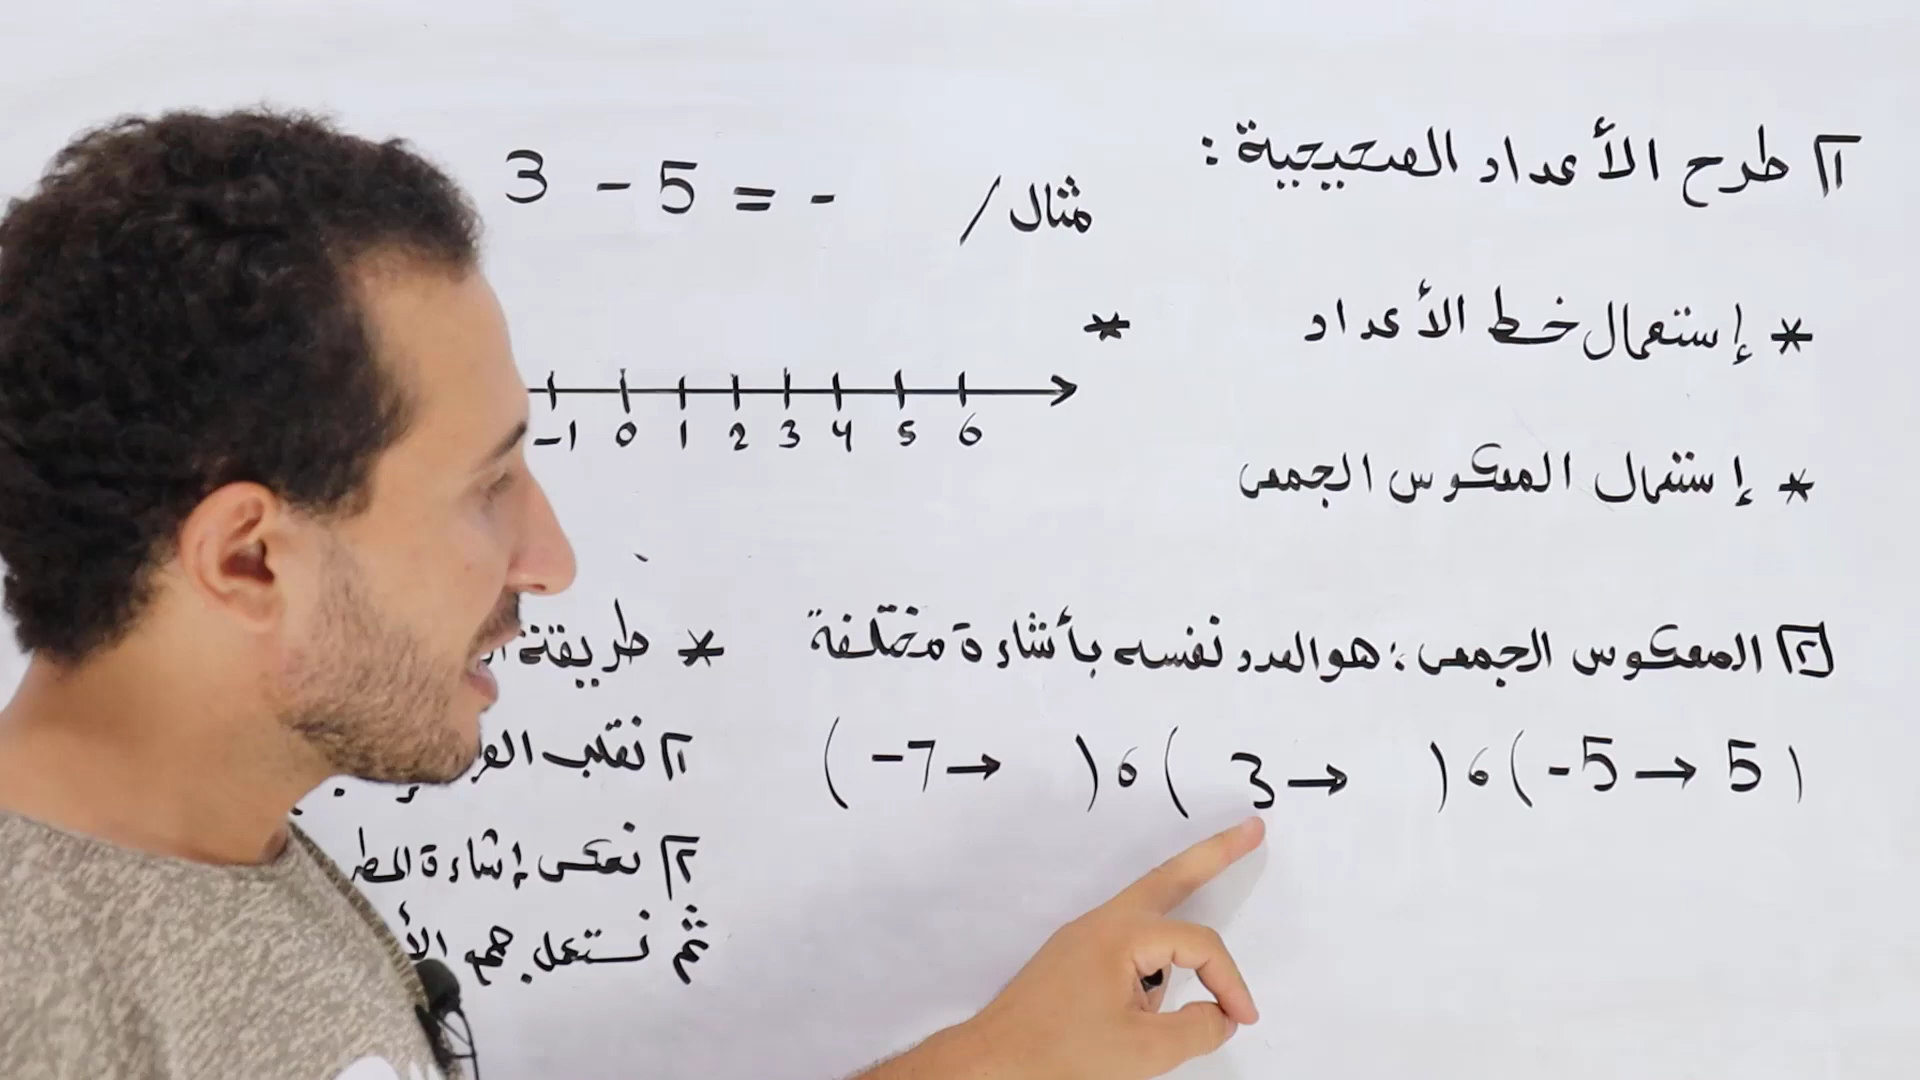 ١ طرح الأعداد الصحيحة :
مثال / 3 - 5 = -
* إستعمال خط الأعداد
*
-1 0 1 2 3 4 5 6
* إستعمال المعكوس الجمعي
٢ المعكوس الجمعي : هو العدد نفسه بأشارة مختلفة
(-5 → 5) و (3 → ) و (-7 → )
* طريقة
١ نقلب
٢ نعكس إشارة
ثم نستعمل جمع